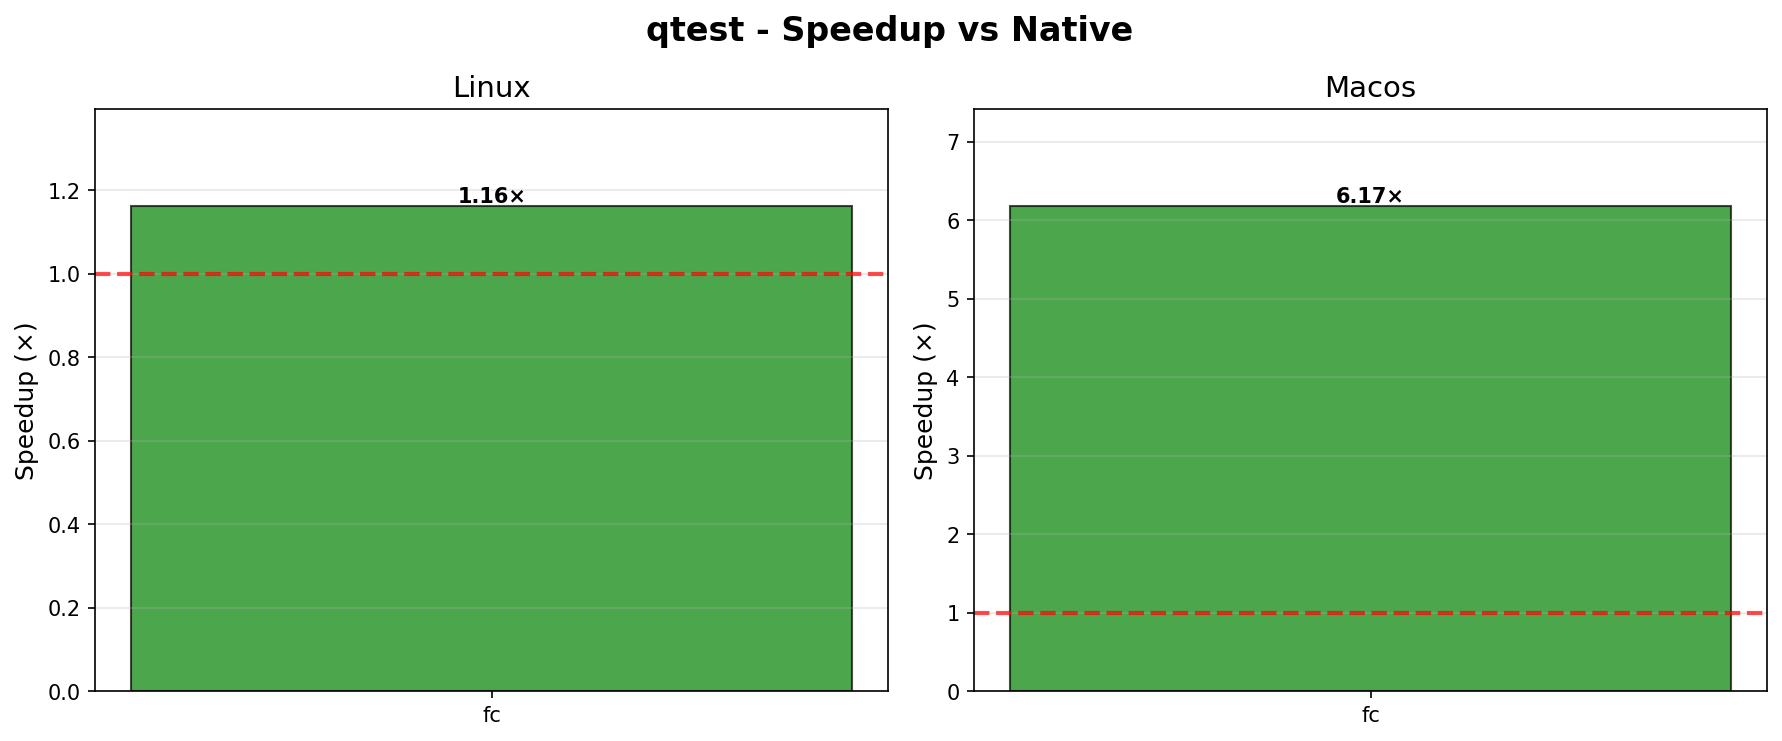 qtest - Speedup vs Native
Linux
Speedup (×)
1.2
1.0
0.8
0.6
0.4
0.2
0.0
1.16×
fc
Macos
Speedup (×)
7
6
5
4
3
2
1
0
6.17×
fc